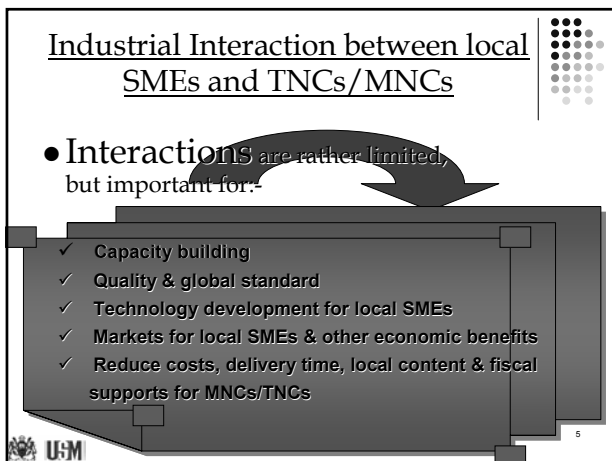 Industrial Interaction between local
SMEs and TNCs/MNCs
● Interactions are rather limited,
but important for:-
✓ Capacity building
✓ Quality & global standard
✓ Technology development for local SMEs
✓ Markets for local SMEs & other economic benefits
✓ Reduce costs, delivery time, local content & fiscal
supports for MNCs/TNCs
USM
5